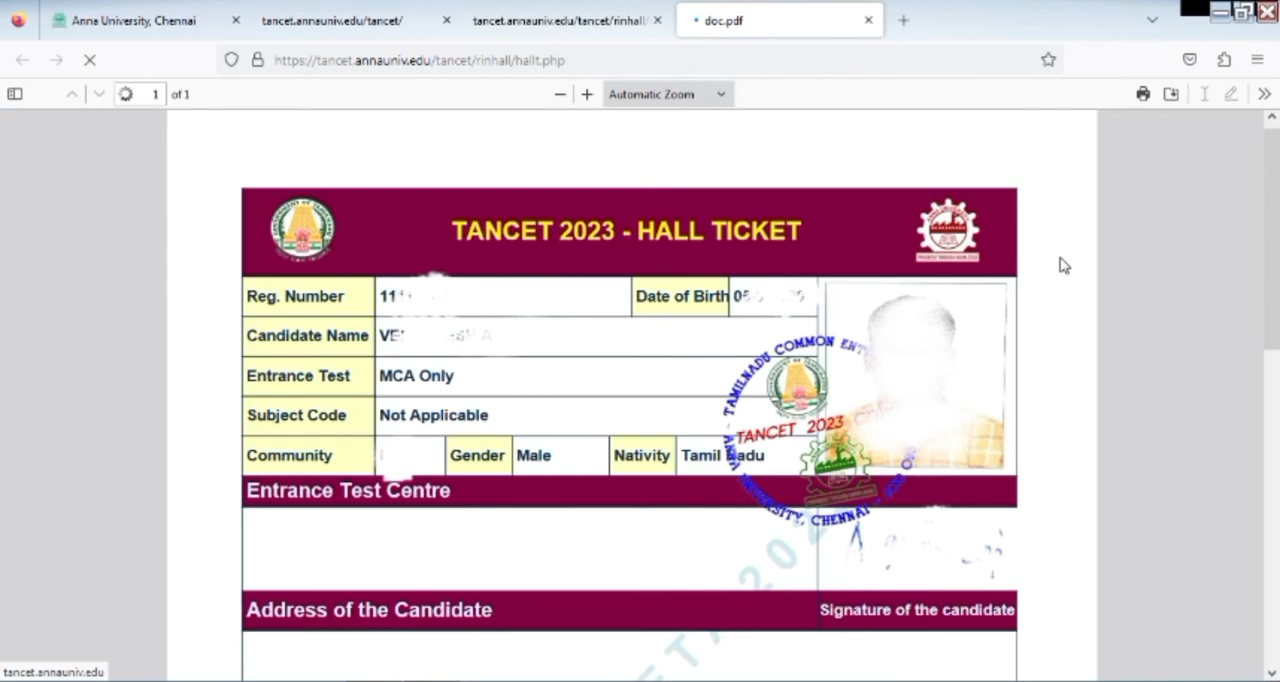 Anna University, Chennai
tancet.annauniv.edu/tancet/
tancet.annauniv.edu/tancet/rinhall/
doc.pdf
https://tancet.annauniv.edu/tancet/rinhall/hallt.php
1 of 1
Automatic Zoom
TANCET 2023 - HALL TICKET
Reg. Number
Date of Birth
Candidate Name
Entrance Test MCA Only
Subject Code Not Applicable
Community Gender Male Nativity Tamil Nadu
TAMILNADU COMMON
TANCET 2023
UNIVERSITY, CHENNAI
Entrance Test Centre
Address of the Candidate Signature of the candidate
tancet.annauniv.edu